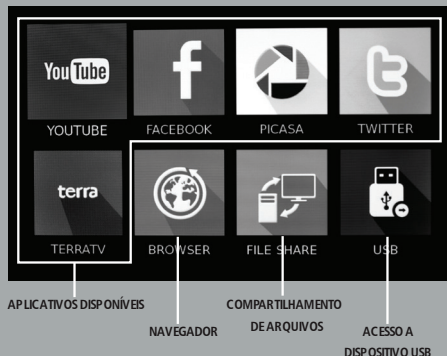 You Tube
YOUTUBE
FACEBOOK
PICASA
TWITTER
terra
TERRATV
BROWSER
FILE SHARE
USB
APLICATIVOS DISPONÍVEIS
NAVEGADOR
COMPARTILHAMENTO
DE ARQUIVOS
ACESSO A
DISPOSITIVO USB